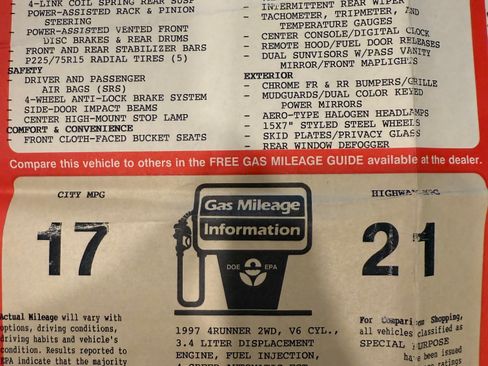 - 4-LINK COIL SPRING REAR SUSP
- POWER-ASSISTED RACK & PINION
STEERING
- POWER-ASSISTED VENTED FRONT
DISC BRAKES & REAR DRUMS
- FRONT AND REAR STABILIZER BARS
- P225/75R15 RADIAL TIRES (5)
SAFETY
- DRIVER AND PASSENGER
AIR BAGS (SRS)
- 4-WHEEL ANTI-LOCK BRAKE SYSTEM
- SIDE-DOOR IMPACT BEAMS
- CENTER HIGH-MOUNT STOP LAMP
COMFORT & CONVENIENCE
- FRONT CLOTH-FACED BUCKET SEATS
- INTERMITTENT REAR WIPER
- TACHOMETER, TRIPMETER, AND
TEMPERATURE GAUGES
- CENTER CONSOLE/DIGITAL CLOCK
- REMOTE HOOD/FUEL DOOR RELEASES
- DUAL SUNVISORS W/PASS VANITY
MIRROR/FRONT MAPLIGHTS
EXTERIOR
- CHROME FR & RR BUMPERS/GRILLE
- MUDGUARDS/DUAL COLOR KEYED
POWER MIRRORS
- AERO-TYPE HALOGEN HEADLAMPS
- 15X7" STYLED STEEL WHEELS
- SKID PLATES/PRIVACY GLASS
- REAR WINDOW DEFOGGER
Compare this vehicle to others in the FREE GAS MILEAGE GUIDE available at the dealer.
CITY MPG
17
Gas Mileage
Information
DOE EPA
HIGHWAY MPG
21
Actual Mileage will vary with
options, driving conditions,
driving habits and vehicle's
condition. Results reported to
EPA indicate that the majority
1997 4RUNNER 2WD, V6 CYL.,
3.4 LITER DISPLACEMENT
ENGINE, FUEL INJECTION,
For Comparison Shopping,
all vehicles classified as
SPECIAL PURPOSE
have been issued
ratings